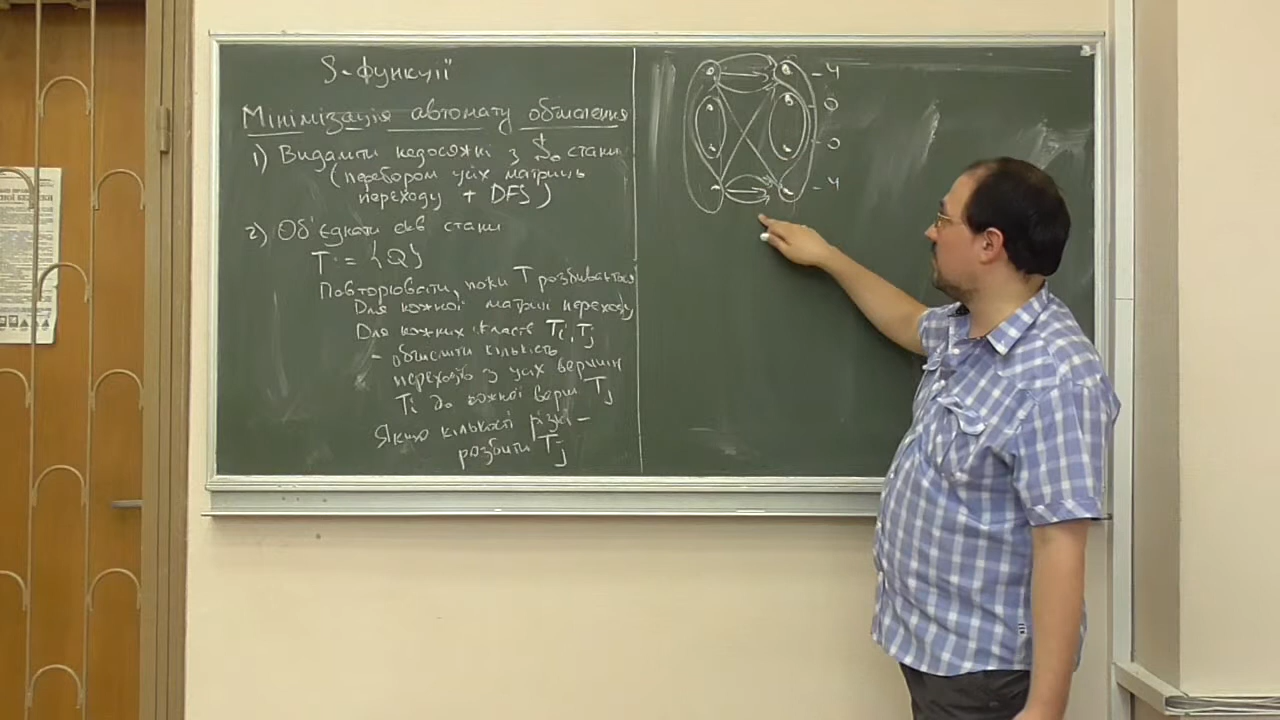 S-функції
Мінімізація автомату обчислення
1) Видалити недосяжні з стани
(перебором усіх матриць
переходу + DFS)
2) Об'єднати екв стани
T := {Q}
Повторювати, поки T розбивається
Для кожної матриці переходу
Для кожних класів Ti, Tj
- обчислити кількість
переходів з усіх вершин
Ti до кожної верш. Tj
Якщо кількості різні -
розбити Tj
- 4
0
- 0
- 4